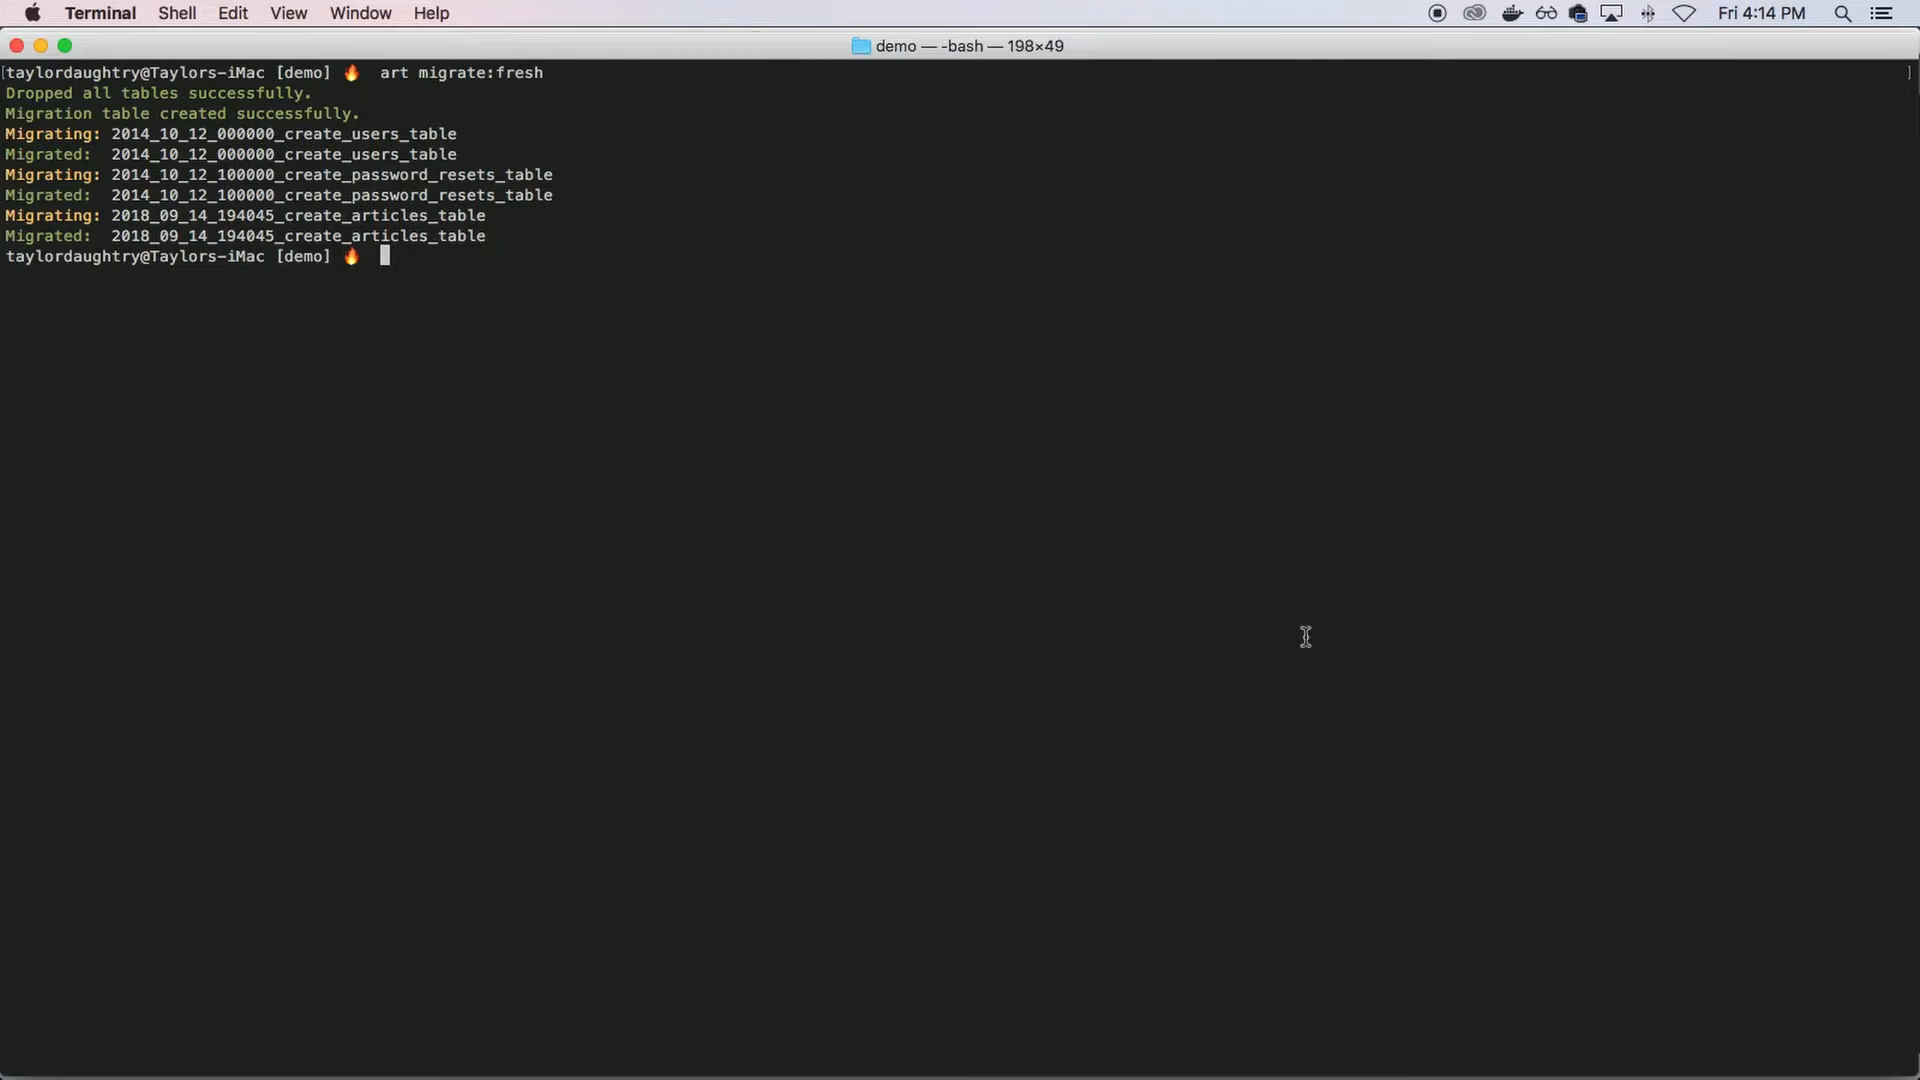 Terminal Shell Edit View Window Help Fri 4:14 PM
demo — -bash — 198×49
[taylordaughtry@Taylors-iMac [demo] 🔥 art migrate:fresh ]
Dropped all tables successfully.
Migration table created successfully.
Migrating: 2014_10_12_000000_create_users_table
Migrated:  2014_10_12_000000_create_users_table
Migrating: 2014_10_12_100000_create_password_resets_table
Migrated:  2014_10_12_100000_create_password_resets_table
Migrating: 2018_09_14_194045_create_articles_table
Migrated:  2018_09_14_194045_create_articles_table
taylordaughtry@Taylors-iMac [demo] 🔥